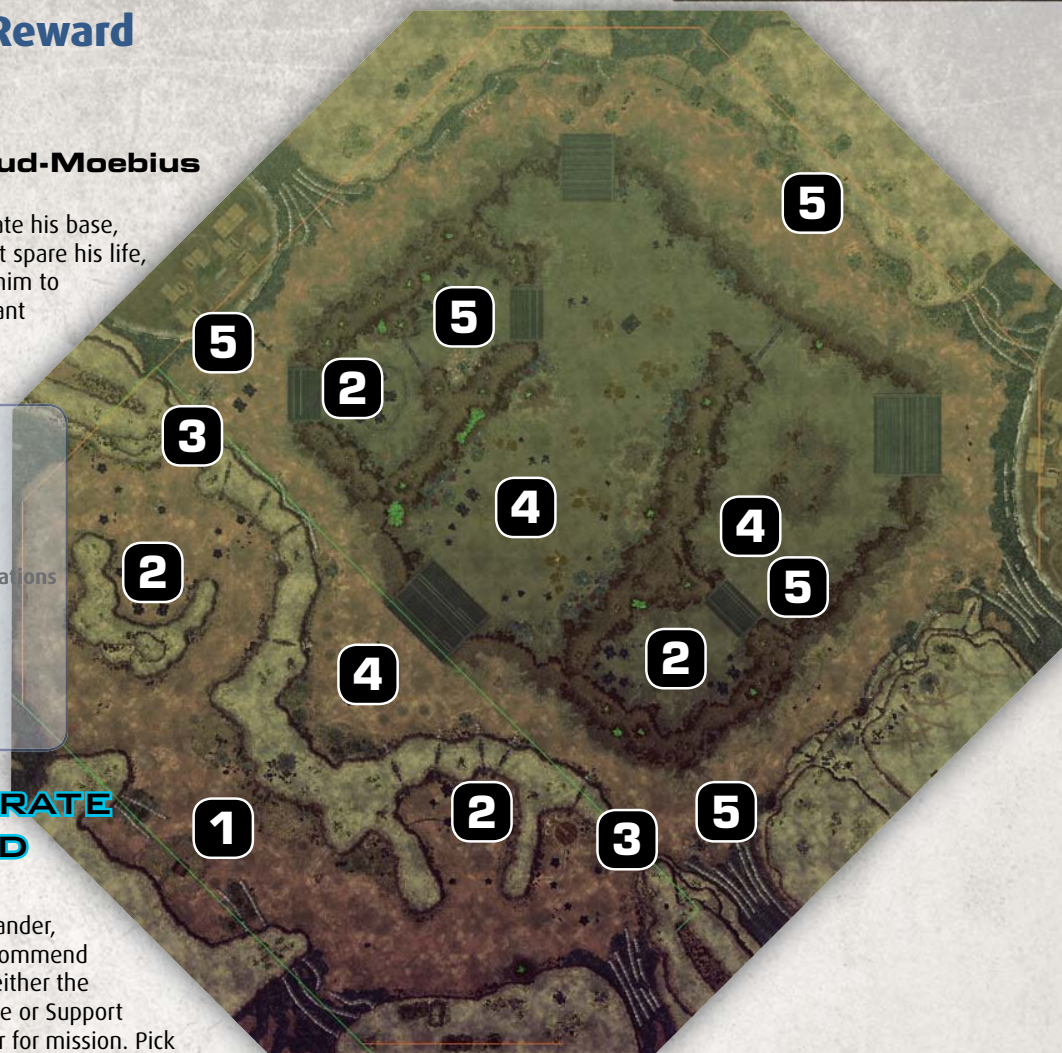 Reward
ud-Moebius
ate his base,
t spare his life,
him to
ant
ations
RATE
D
ander,
commend
either the
e or Support
r for mission. Pick
5
5
5
2
3
4
4
2
5
2
4
1
2
3
5